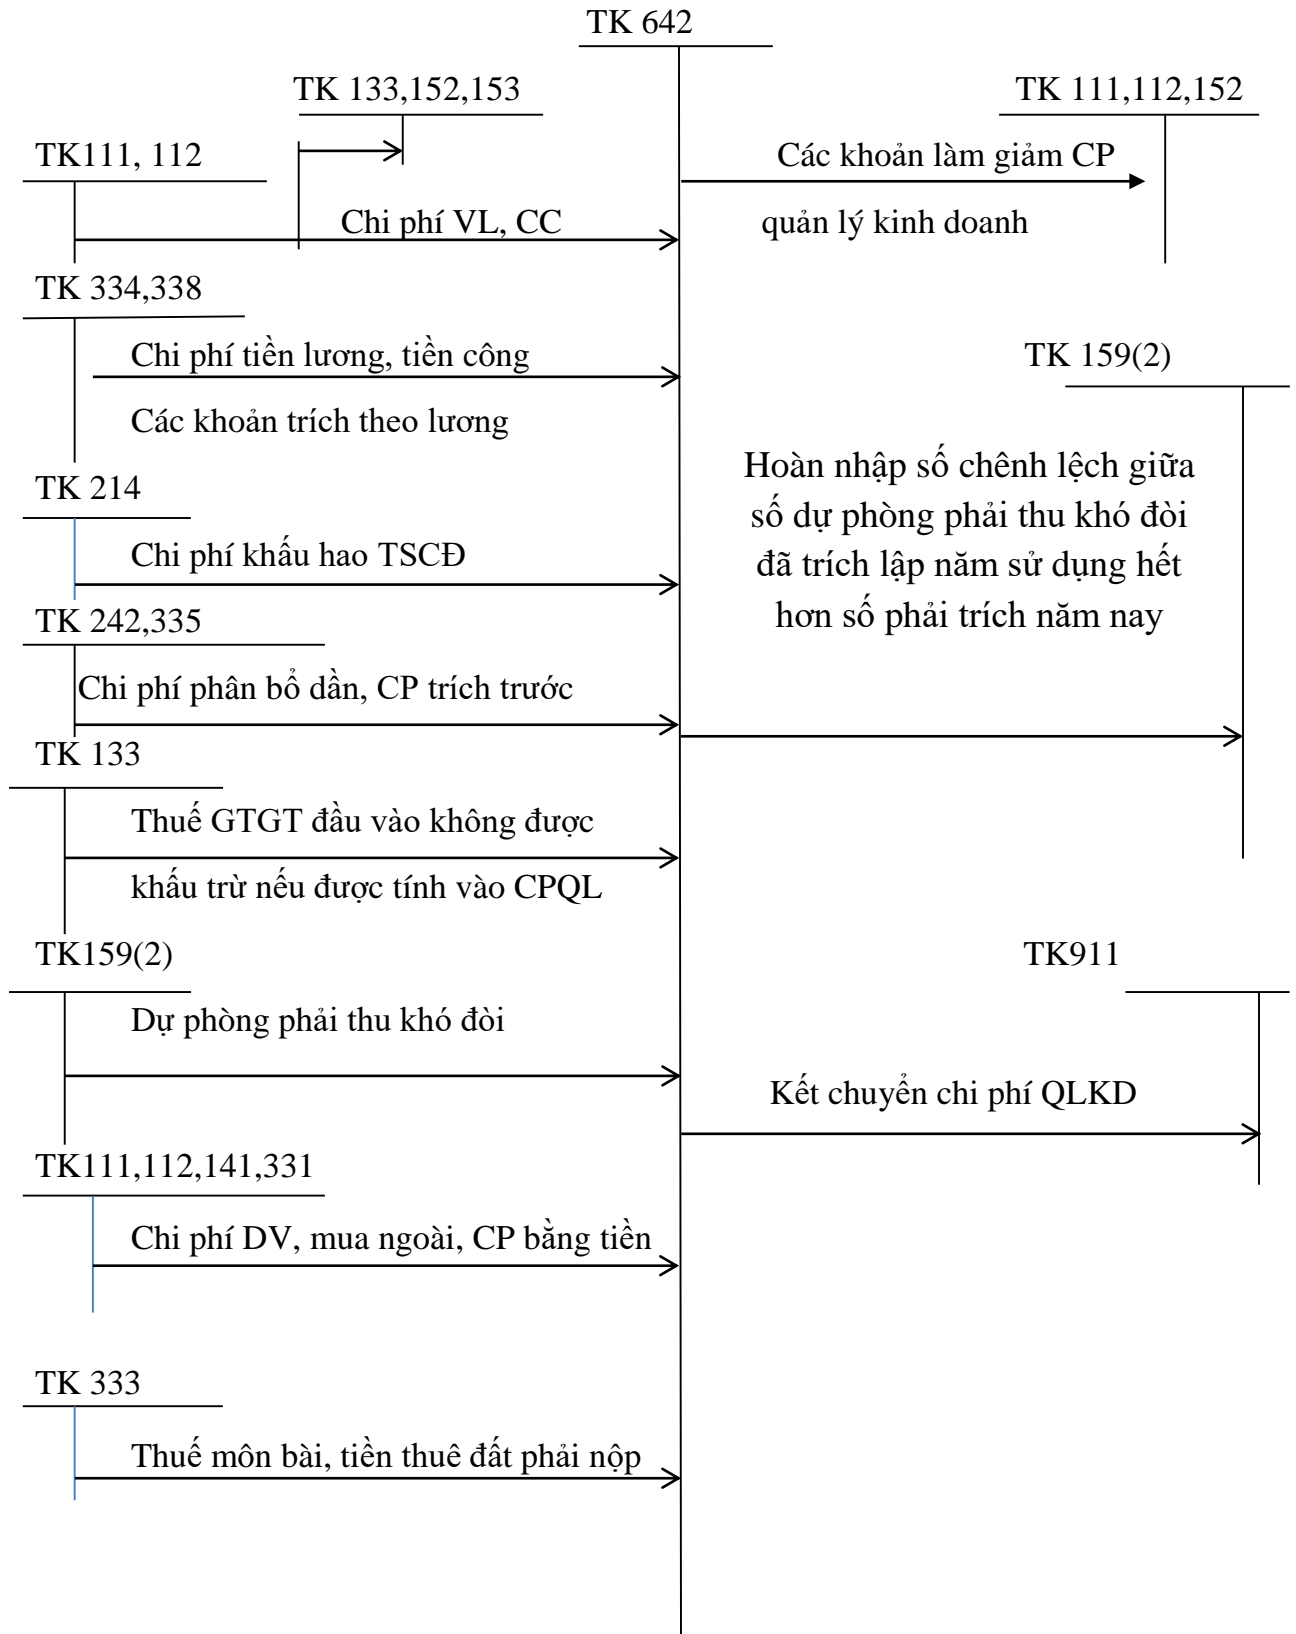 TK 642
TK 133,152,153
TK 111,112,152
TK111, 112
Các khoản làm giảm CP
Chi phí VL, CC
quản lý kinh doanh
TK 334,338
Chi phí tiền lương, tiền công
TK 159(2)
Các khoản trích theo lương
Hoàn nhập số chênh lệch giữa
số dự phòng phải thu khó đòi
đã trích lập năm sử dụng hết
hơn số phải trích năm nay
TK 214
Chi phí khấu hao TSCĐ
TK 242,335
Chi phí phân bổ dần, CP trích trước
TK 133
Thuế GTGT đầu vào không được
khấu trừ nếu được tính vào CPQL
TK159(2)
TK911
Dự phòng phải thu khó đòi
Kết chuyển chi phí QLKD
TK111,112,141,331
Chi phí DV, mua ngoài, CP bằng tiền
TK 333
Thuế môn bài, tiền thuê đất phải nộp